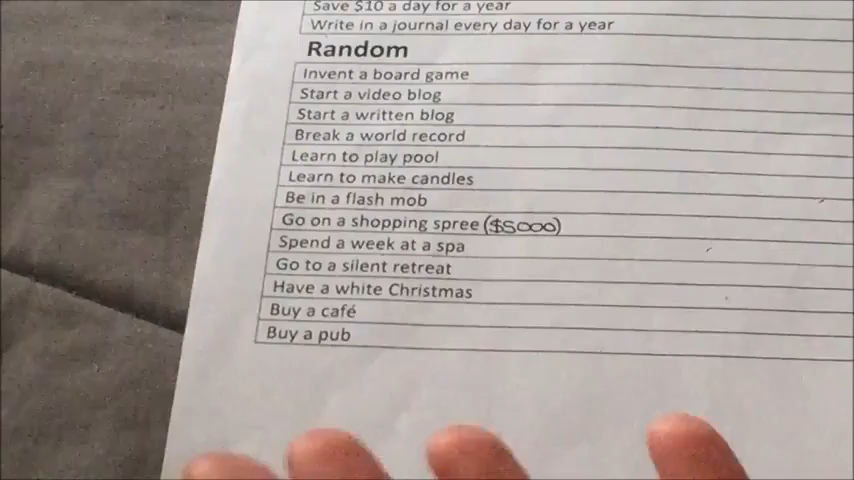 Save $10 a day for a year
Write in a journal every day for a year
Random
Invent a board game
Start a video blog
Start a written blog
Break a world record
Learn to play pool
Learn to make candles
Be in a flash mob
Go on a shopping spree ($5000)
Spend a week at a spa
Go to a silent retreat
Have a white Christmas
Buy a café
Buy a pub